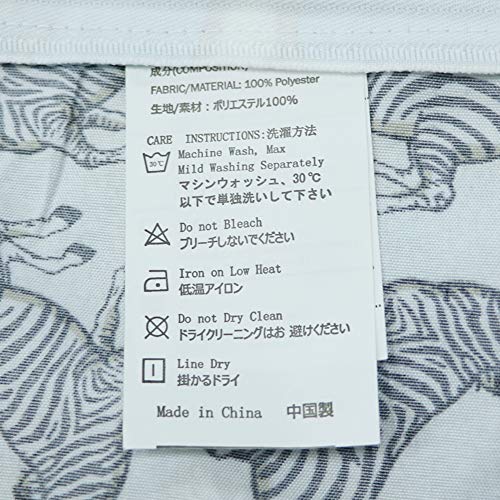 成分(COMPOSITION)
FABRIC/MATERIAL: 100% Polyester
生地/素材：ポリエステル100%
CARE INSTRUCTIONS:洗濯方法
30℃
Machine Wash, Max
Mild Washing Separately
マシンウォッシュ、30℃
以下で単独洗いして下さい
Do not Bleach
ブリーチしないでください
Iron on Low Heat
低温アイロン
Do not Dry Clean
ドライクリーニングはお 避けください
Line Dry
掛かるドライ
Made in China 中国製